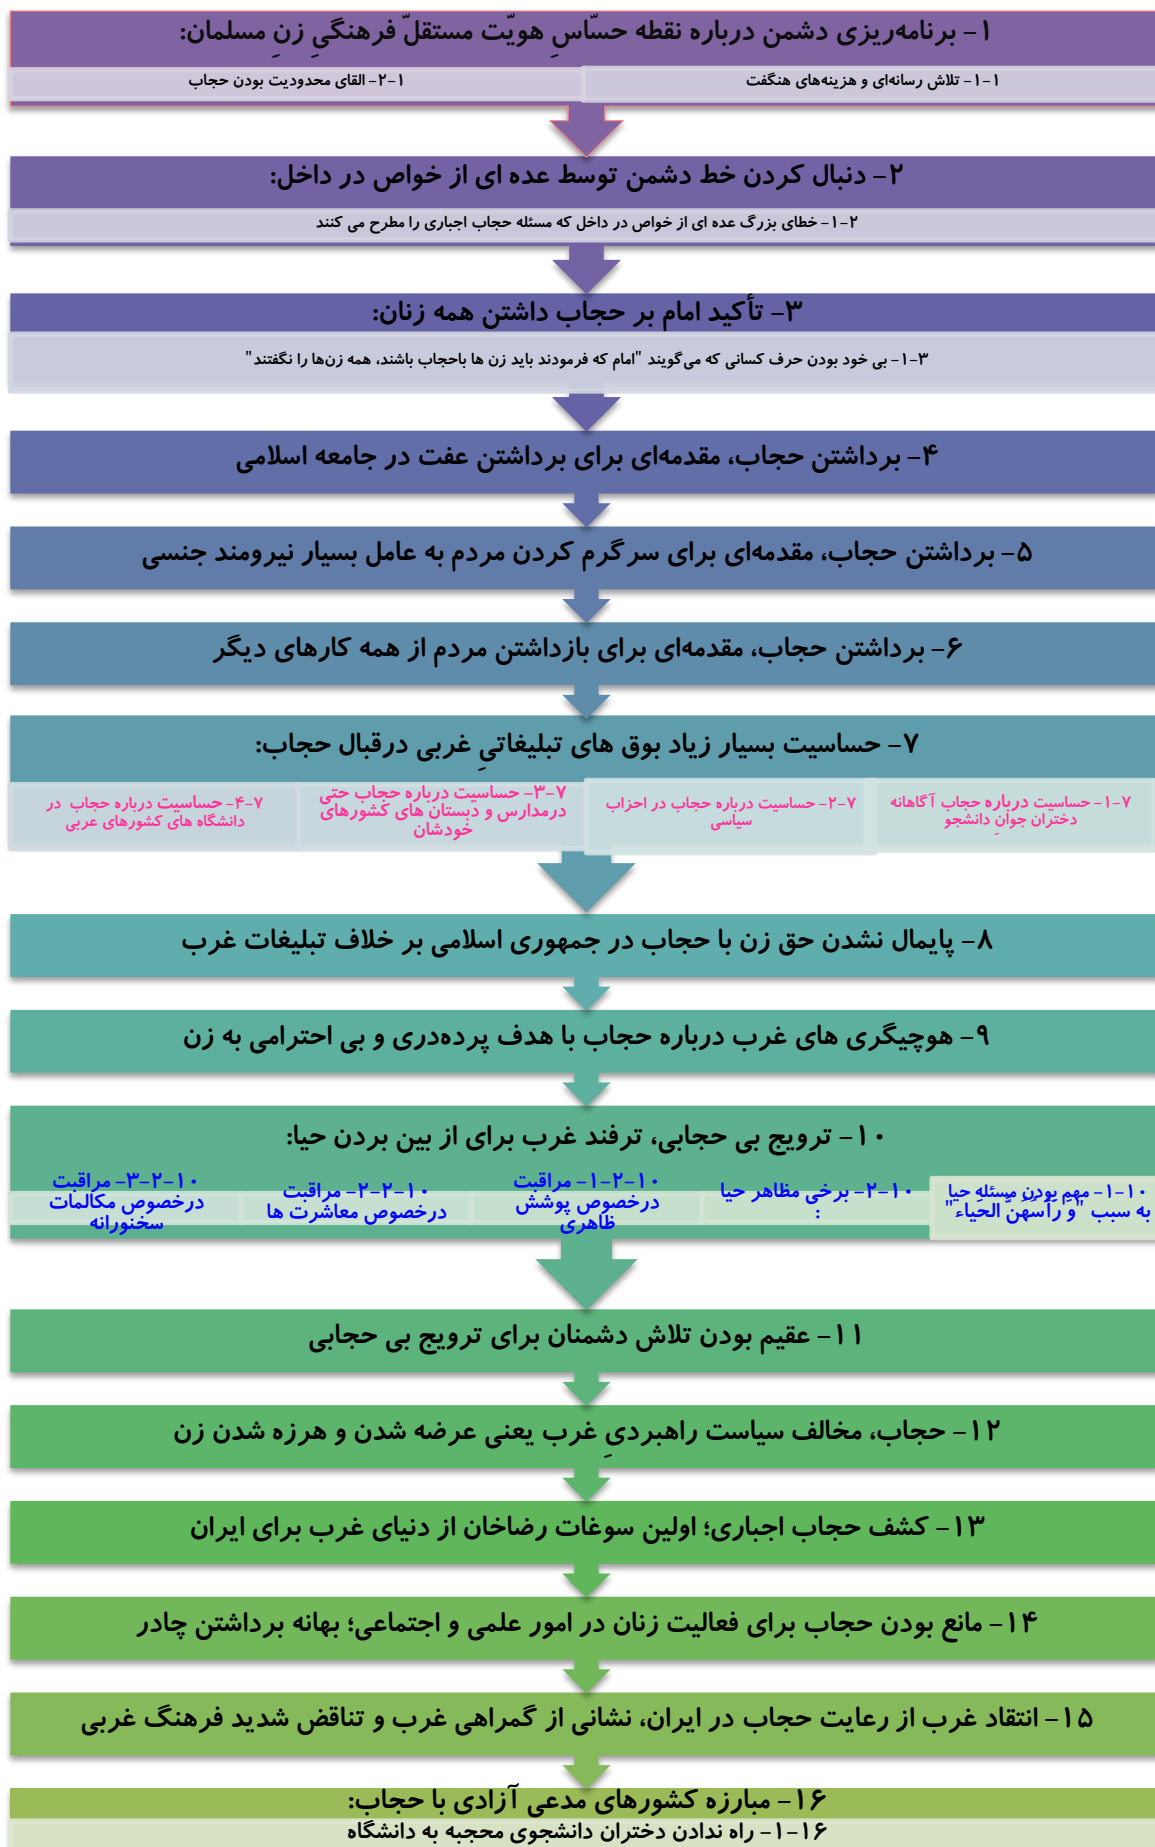 ۱- برنامه‌ریزی دشمن درباره نقطه حسّاسِ هویّت مستقلّ فرهنگیِ زنِ مسلمان:
۱-۱- تلاش رسانه‌ای و هزینه‌های هنگفت
۱-۲- القای محدودیت بودن حجاب
۲- دنبال کردن خط دشمن توسط عده ای از خواص در داخل:
۲-۱- خطای بزرگ عده ای از خواص در داخل که مسئله حجاب اجباری را مطرح می کنند
۳- تأکید امام بر حجاب داشتن همه زنان:
۳-۱- بی خود بودن حرف کسانی که می‌گویند "امام که فرمودند باید زن ها باحجاب باشند، همه زن‌ها را نگفتند"
۴- برداشتن حجاب، مقدمه‌ای برای برداشتن عفت در جامعه اسلامی
۵- برداشتن حجاب، مقدمه‌ای برای سرگرم کردن مردم به عامل بسیار نیرومند جنسی
۶- برداشتن حجاب، مقدمه‌ای برای بازداشتن مردم از همه کارهای دیگر
۷- حساسیت بسیار زیاد بوق های تبلیغاتیِ غربی درقبال حجاب:
۷-۱- حساسیت درباره حجاب آگاهانه
دختران جوانِ دانشجو
۷-۲- حساسیت درباره حجاب در احزاب
سیاسی
۷-۳- حساسیت درباره حجاب حتی
درمدارس و دبستان های کشورهای
خودشان
۷-۴- حساسیت درباره حجاب در
دانشگاه های کشورهای عربی
۸- پایمال نشدن حق زن با حجاب در جمهوری اسلامی بر خلاف تبلیغات غرب
۹- هوچیگری های غرب درباره حجاب با هدف پرده‌دری و بی احترامی به زن
۱۰- ترویج بی حجابی، ترفند غرب برای از بین بردن حیا:
۱۰-۱- مهم بودن مسئله حیا
به سبب "وَ رَأسُهُنَّ الحَیاء"
۱۰-۲- برخی مظاهر حیا
:
۱۰-۲-۱- مراقبت
درخصوص پوشش
ظاهری
۱۰-۲-۲- مراقبت
درخصوص معاشرت ها
۱۰-۲-۳- مراقبت
درخصوص مکالمات
سخنورانه
۱۱- عقیم بودن تلاش دشمنان برای ترویج بی حجابی
۱۲- حجاب، مخالف سیاست راهبردیِ غرب یعنی عرضه شدن و هرزه شدن زن
۱۳- کشف حجاب اجباری؛ اولین سوغات رضاخان از دنیای غرب برای ایران
۱۴- مانع بودن حجاب برای فعالیت زنان در امور علمی و اجتماعی؛ بهانه برداشتن چادر
۱۵- انتقاد غرب از رعایت حجاب در ایران، نشانی از گمراهی غرب و تناقض شدید فرهنگ غربی
۱۶- مبارزه کشورهای مدعی آزادی با حجاب:
۱۶-۱- راه ندادن دختران دانشجوی محجبه به دانشگاه